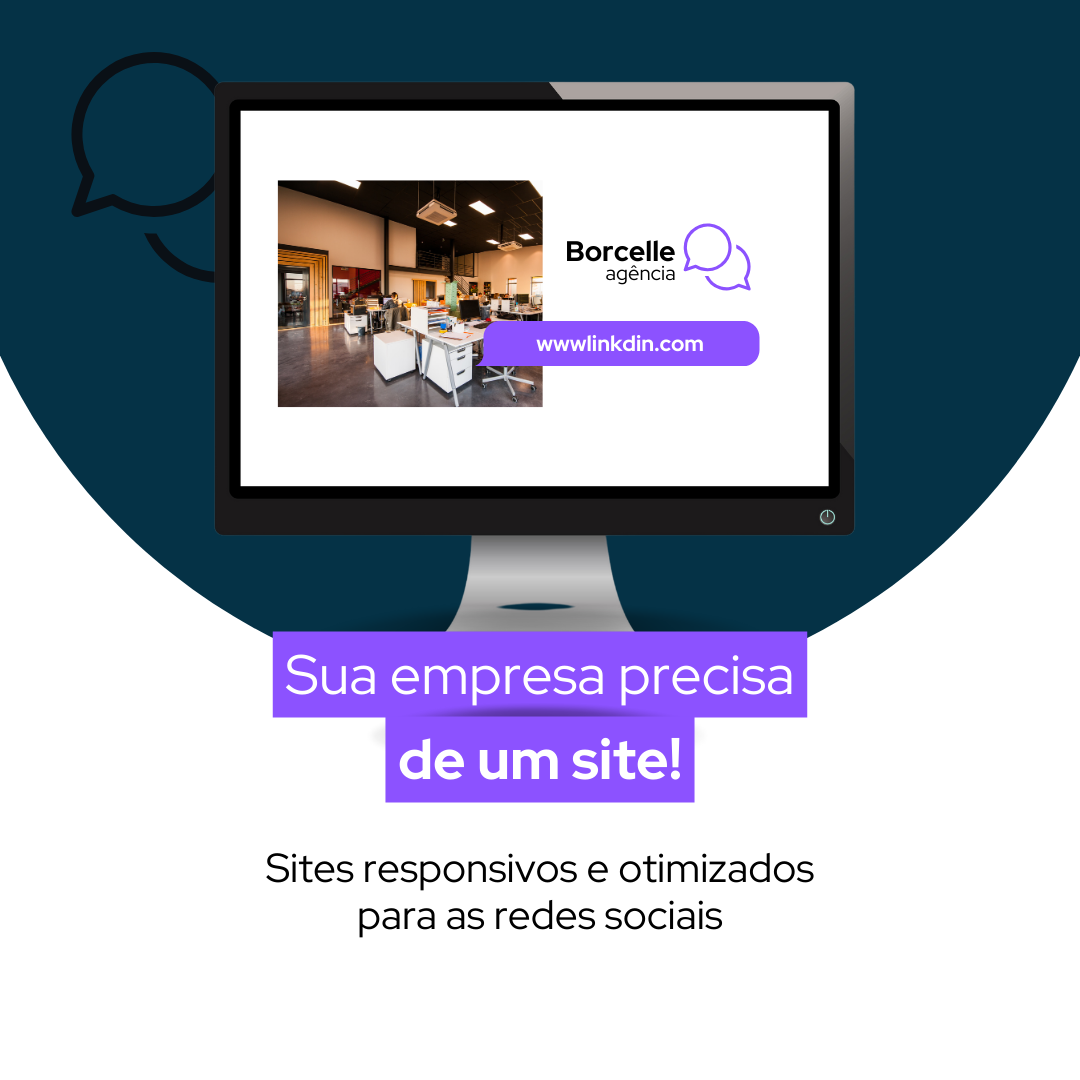 Borcelle
agência
wwwlinkdin.com
Sua empresa precisa
de um site!
Sites responsivos e otimizados
para as redes sociais